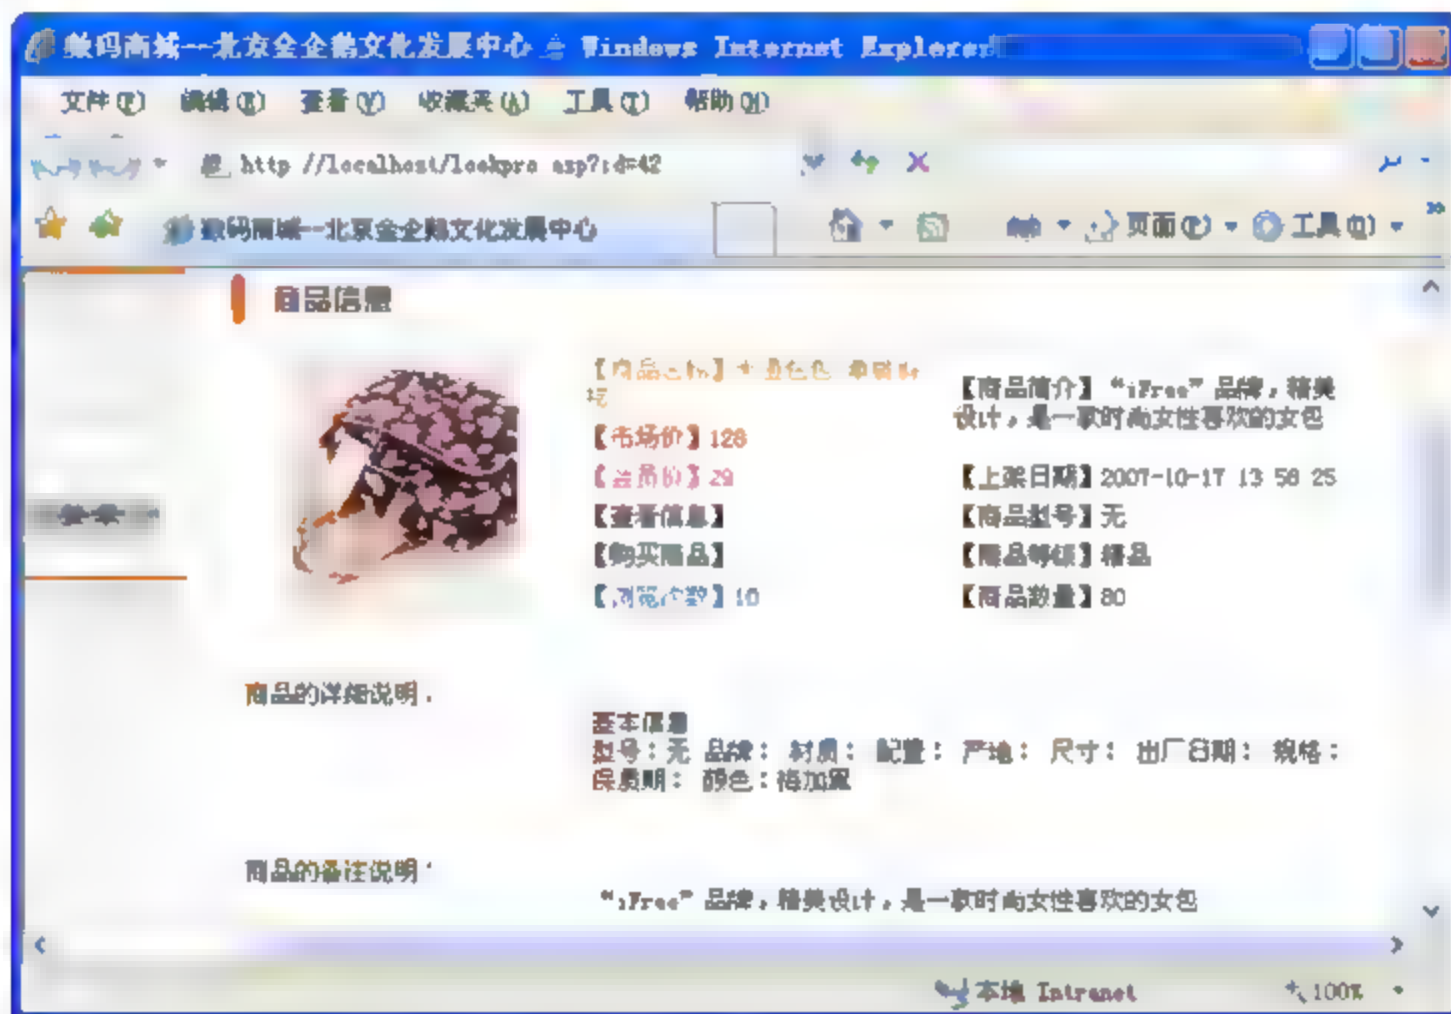 数码商城--北京金企鹅文化发展中心 - Windows Internet Explorer
文件(F) 编辑(E) 查看(V) 收藏夹(A) 工具(T) 帮助(H)
http //localhost/lookpro asp?id=42
数码商城--北京金企鹅文化发展中心 页面(P) 工具(O)
商品信息
【商品名称】
【商品简介】“iFree”品牌，精美
设计，是一款时尚女性喜欢的女包
【市场价】128
【会员价】29
【上架日期】2007-10-17 13 58 25
【查看信息】
【商品型号】无
【购买商品】
【商品等级】精品
【浏览次数】10
【商品数量】80
商品的详细说明：
基本信息
型号：无 品牌： 材质： 配置： 产地： 尺寸： 出厂日期： 规格：
保质期： 颜色：
商品的备注说明：
“iFree”品牌，精美设计，是一款时尚女性喜欢的女包
本地 Intranet 100%